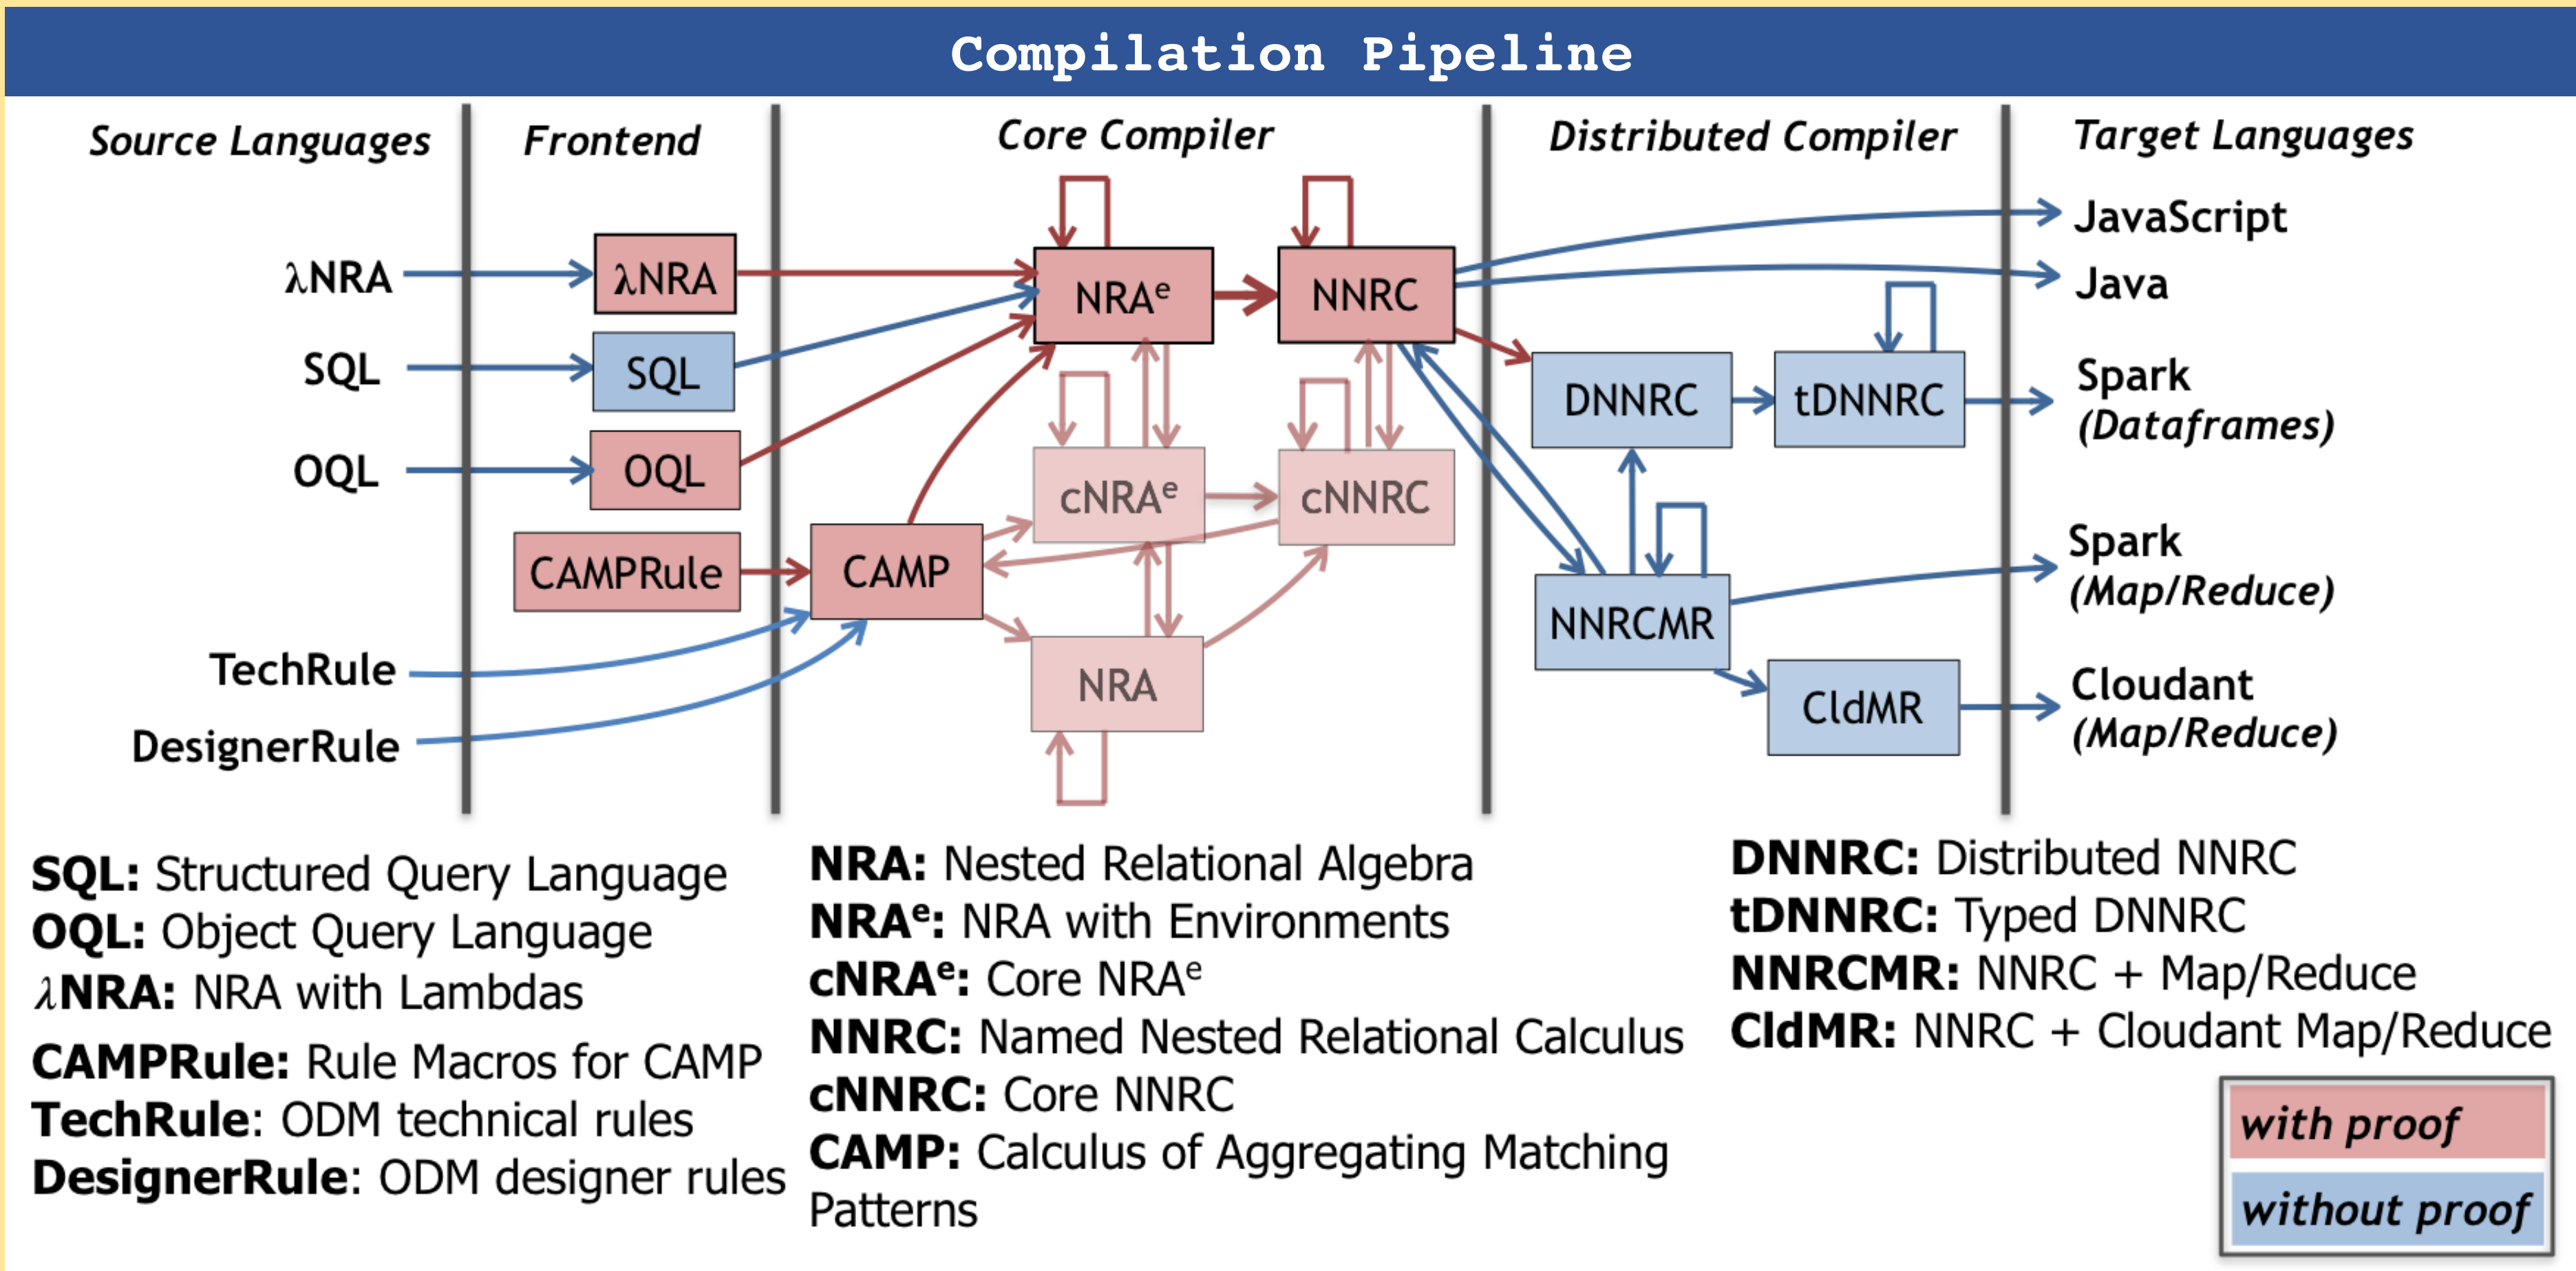 Compilation Pipeline
Source Languages
Frontend
Core Compiler
Distributed Compiler
Target Languages
λNRA
SQL
OQL
TechRule
DesignerRule
λNRA
SQL
OQL
CAMPRule
CAMP
NRAᵉ
NNRC
cNRAᵉ
cNNRC
NRA
DNNRC
tDNNRC
NNRCMR
CldMR
JavaScript
Java
Spark
(Dataframes)
Spark
(Map/Reduce)
Cloudant
(Map/Reduce)
SQL: Structured Query Language
OQL: Object Query Language
λNRA: NRA with Lambdas
CAMPRule: Rule Macros for CAMP
TechRule: ODM technical rules
DesignerRule: ODM designer rules
NRA: Nested Relational Algebra
NRAᵉ: NRA with Environments
cNRAᵉ: Core NRAᵉ
NNRC: Named Nested Relational Calculus
cNNRC: Core NNRC
CAMP: Calculus of Aggregating Matching
Patterns
DNNRC: Distributed NNRC
tDNNRC: Typed DNNRC
NNRCMR: NNRC + Map/Reduce
CldMR: NNRC + Cloudant Map/Reduce
with proof
without proof